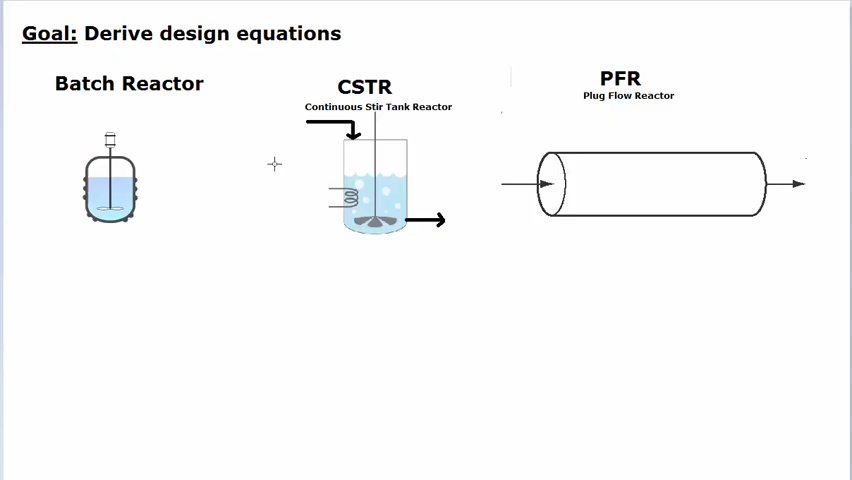 Goal: Derive design equations
Batch Reactor
CSTR
Continuous Stir Tank Reactor
PFR
Plug Flow Reactor